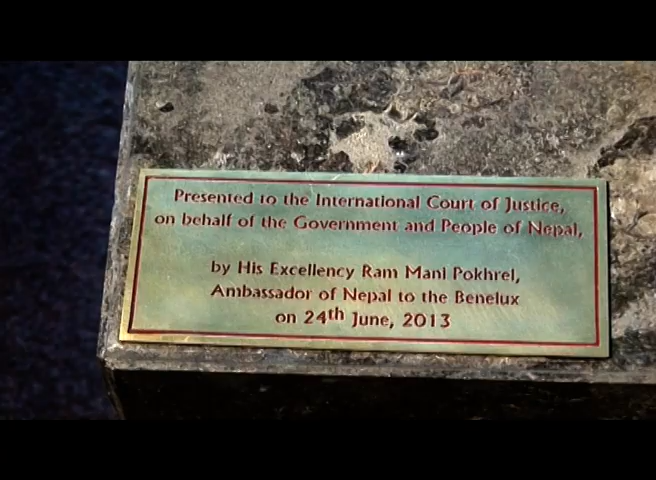 Presented to the International Court of Justice,
on behalf of the Government and People of Nepal,
by His Excellency Ram Mani Pokhrel,
Ambassador of Nepal to the Benelux
on 24th June, 2013